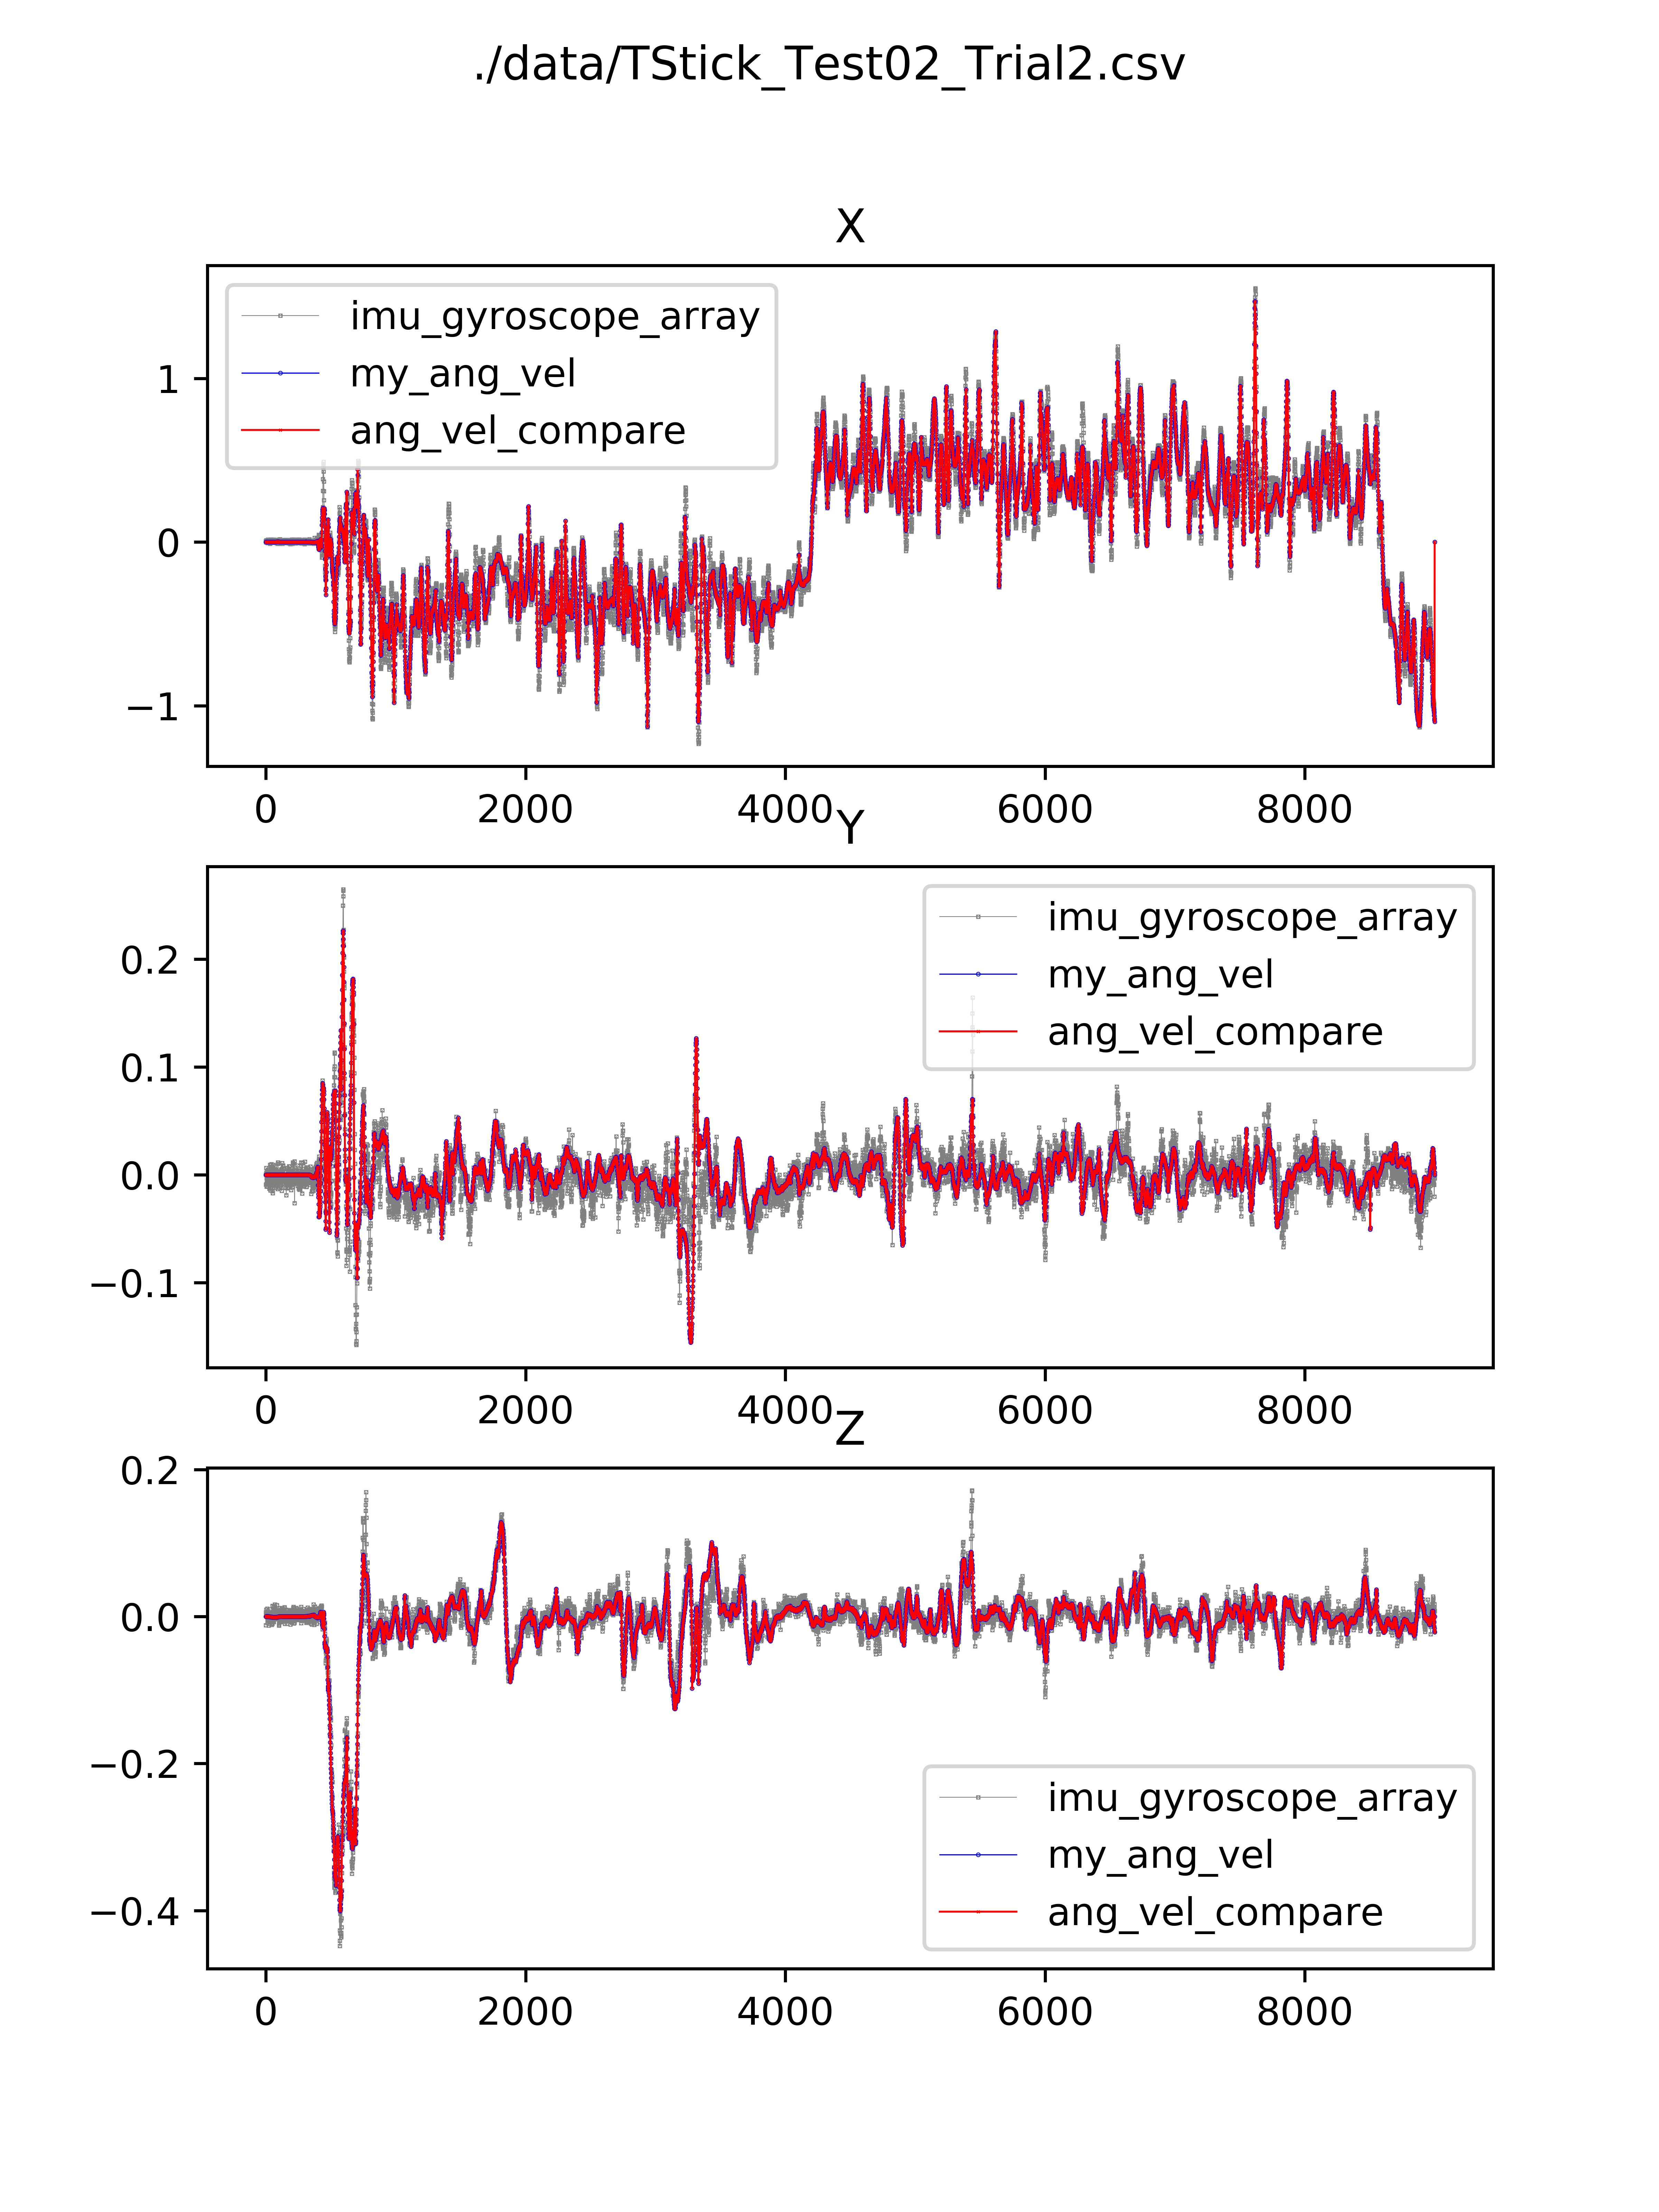 ./data/TStick_Test02_Trial2.csv
X
imu_gyroscope_array
my_ang_vel
ang_vel_compare
1
0
−1
0 2000 4000 6000 8000
Y
imu_gyroscope_array
my_ang_vel
ang_vel_compare
0.2
0.1
0.0
−0.1
0 2000 4000 6000 8000
Z
0.2
0.0
−0.2
−0.4
imu_gyroscope_array
my_ang_vel
ang_vel_compare
0 2000 4000 6000 8000